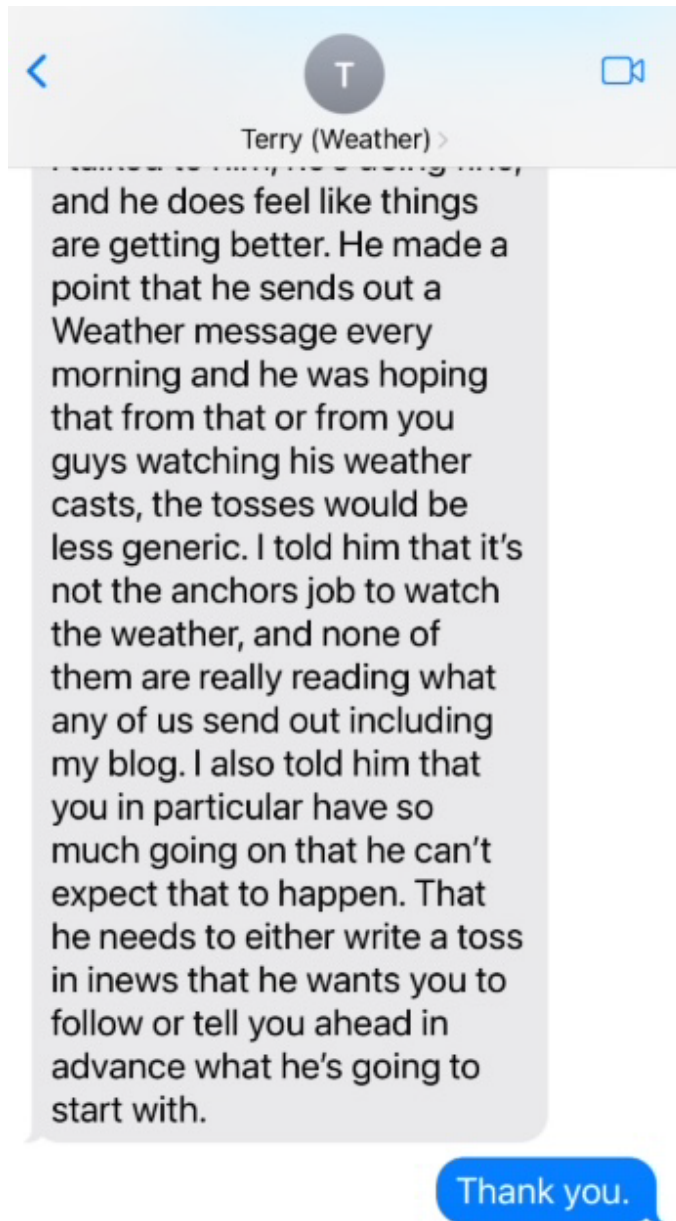 T
Terry (Weather)
I talked to him, he's doing fine,
and he does feel like things
are getting better. He made a
point that he sends out a
Weather message every
morning and he was hoping
that from that or from you
guys watching his weather
casts, the tosses would be
less generic. I told him that it's
not the anchors job to watch
the weather, and none of
them are really reading what
any of us send out including
my blog. I also told him that
you in particular have so
much going on that he can't
expect that to happen. That
he needs to either write a toss
in inews that he wants you to
follow or tell you ahead in
advance what he's going to
start with.
Thank you.